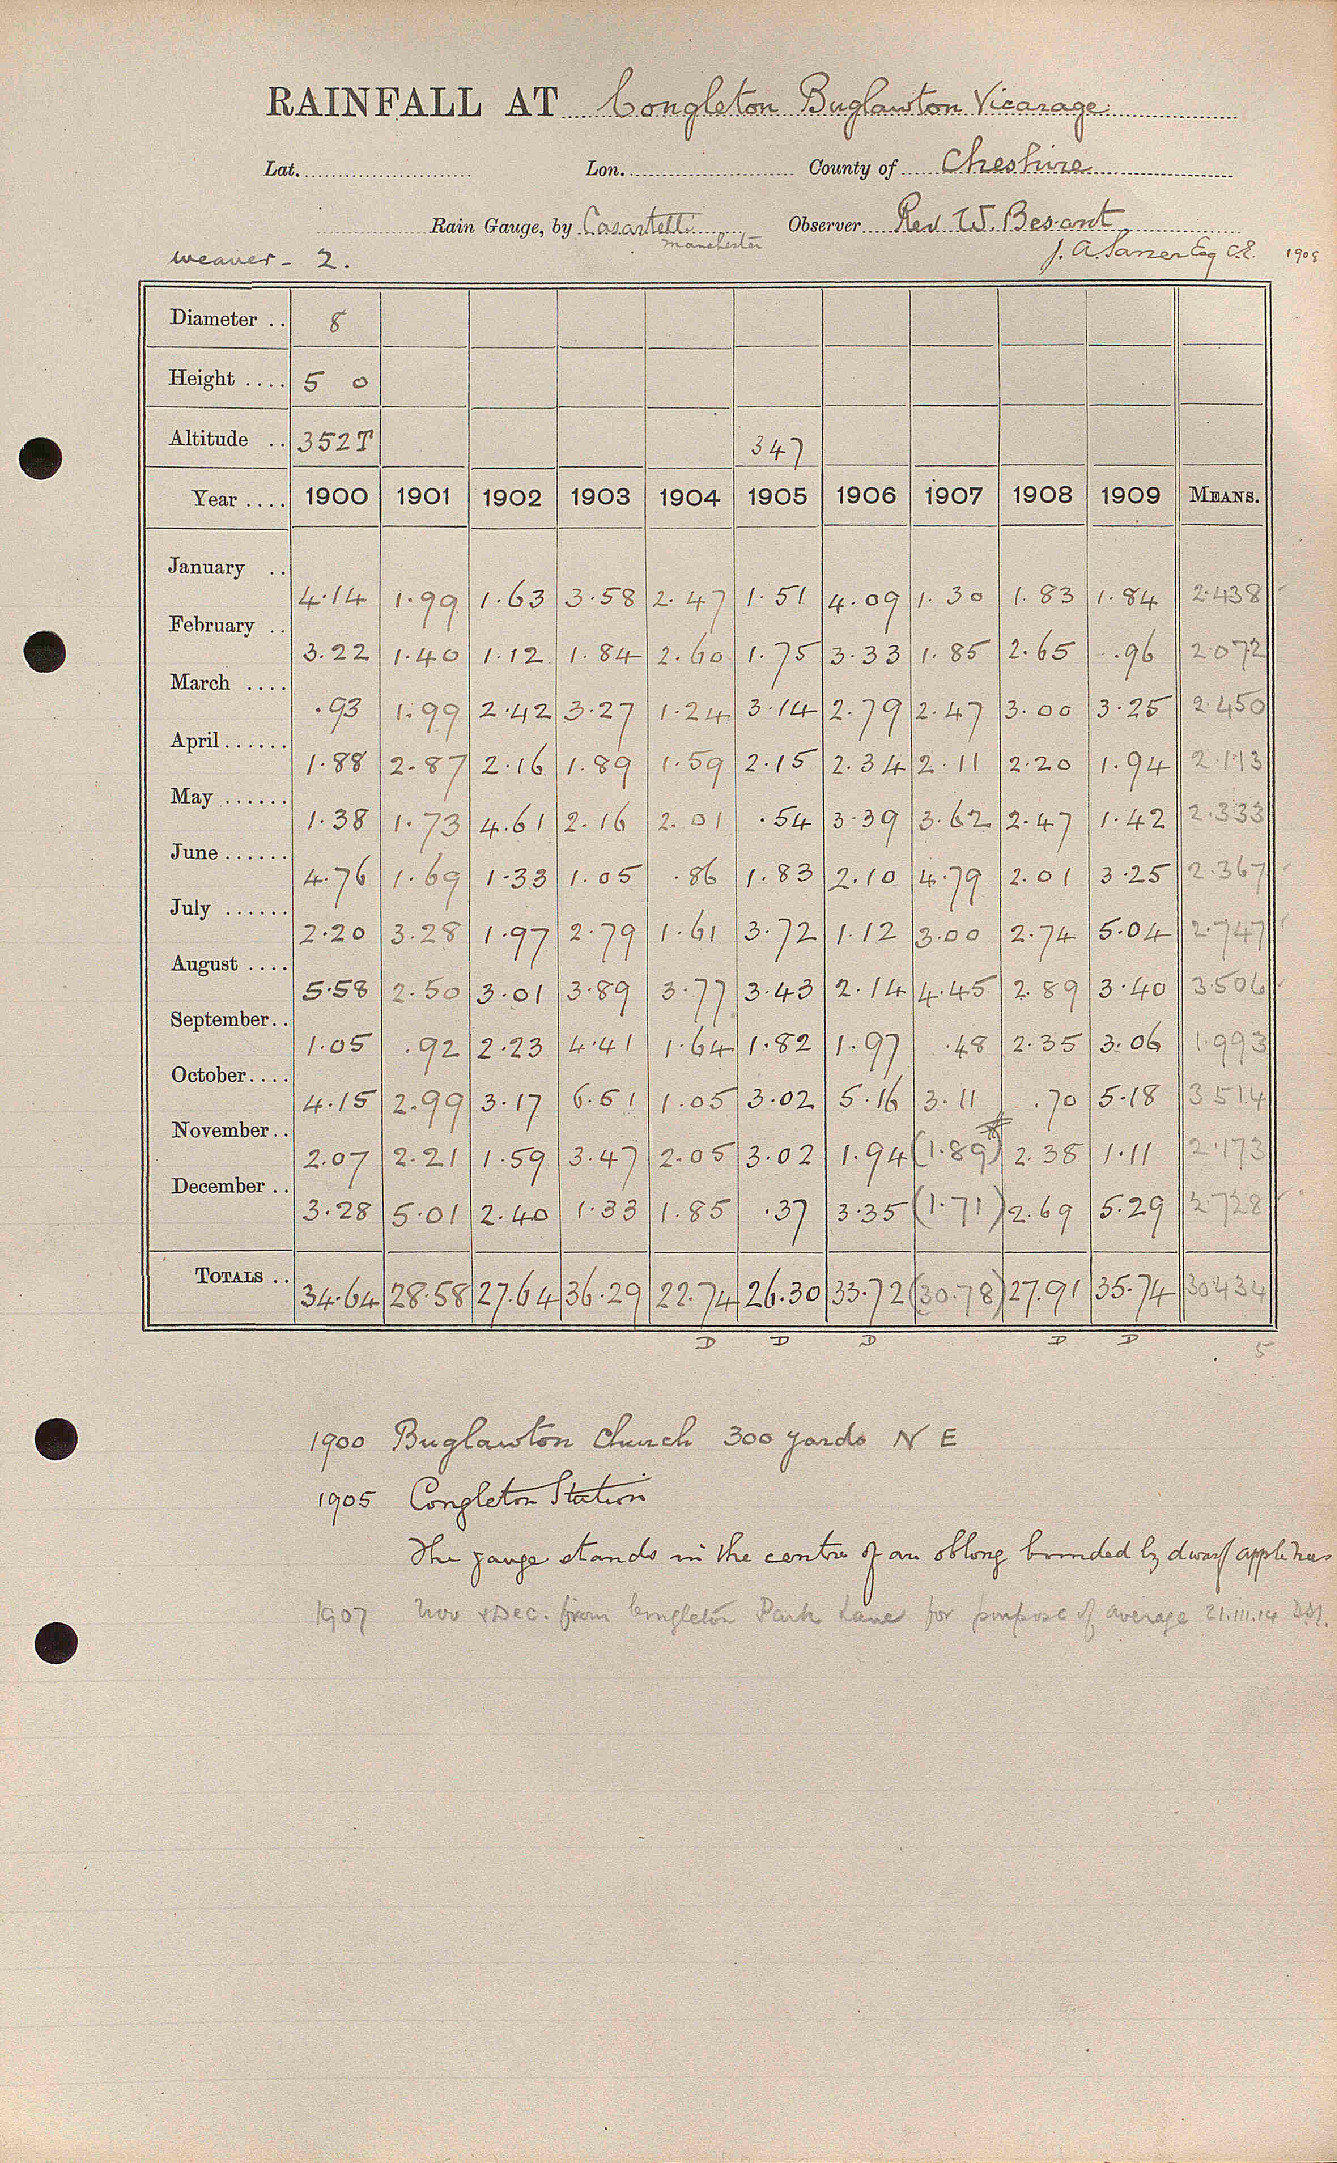 RAINFALL AT Congleton Buglawton Vicarage
Lat. Lon. County of Cheshire
Rain Gauge, by Casartelli Manchester Observer Rev W. Besant
Weaver - 2. J. A. Saner Esq C.E. 1905
Diameter .. 8
Height .... 5 0
Altitude .. 352T 347
Year .... 1900 1901 1902 1903 1904 1905 1906 1907 1908 1909 MEANS.
January .. 4.14 1.99 1.63 3.58 2.47 1.51 4.09 1.30 1.83 1.84 2.438
February .. 3.22 1.40 1.12 1.84 2.60 1.75 3.33 1.85 2.65 .96 2.072
March .... .93 1.99 2.42 3.27 1.24 3.14 2.79 2.47 3.00 3.25 2.450
April ...... 1.88 2.87 2.16 1.89 1.59 2.15 2.34 2.11 2.20 1.94 2.113
May ...... 1.38 1.73 4.61 2.16 2.01 .54 3.39 3.62 2.47 1.42 2.333
June ...... 4.76 1.69 1.33 1.05 .86 1.83 2.10 4.79 2.01 3.25 2.367
July ...... 2.20 3.28 1.97 2.79 1.61 3.72 1.12 3.00 2.74 5.04 2.747
August .... 5.58 2.50 3.01 3.89 3.77 3.43 2.14 4.45 2.89 3.40 3.506
September .. 1.05 .92 2.23 4.41 1.64 1.82 1.97 .48 2.35 3.06 1.993
October .... 4.15 2.99 3.17 6.61 1.05 3.02 5.16 3.11 .70 5.18 3.514
November .. 2.07 2.21 1.59 3.47 2.05 3.02 1.94 (1.89)* 2.38 1.11 2.173
December .. 3.28 5.01 2.40 1.33 1.85 .37 3.35 (1.71) 2.69 5.29 2.728
TOTALS .. 34.64 28.58 27.64 36.29 22.74 26.30 33.72 (30.78) 27.91 35.74 30.434
D D D D D 5
1900 Buglawton Church 300 yards N E
1905 Congleton Station
The gauge stands in the centre of an oblong bounded by dwarf apple trees
1907 Nov & Dec. from Congleton Park Lane for purpose of average 21.III.14